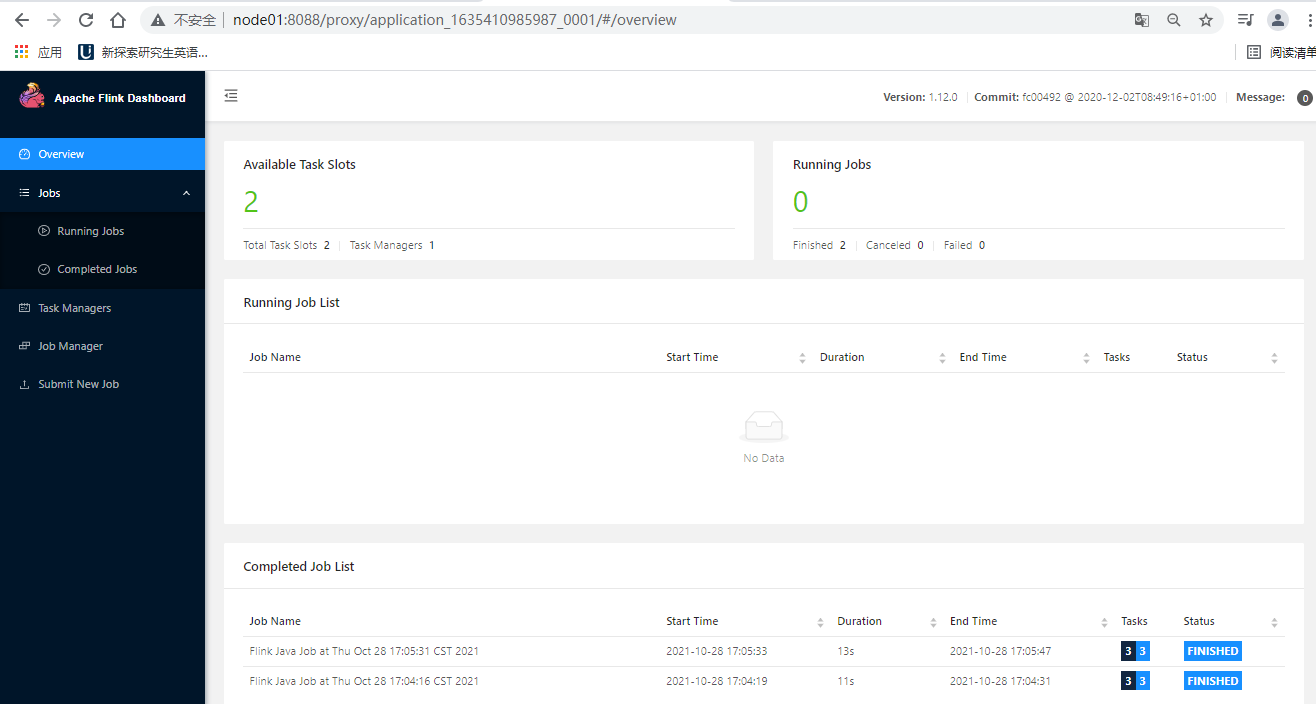 不安全 node01:8088/proxy/application_1635410985987_0001/#/overview
应用 新探索研究生英语... 阅读清单
Apache Flink Dashboard
Version: 1.12.0 Commit: fc00492 @ 2020-12-02T08:49:16+01:00 Message: 0
Overview
Jobs
Running Jobs
Completed Jobs
Task Managers
Job Manager
Submit New Job
Available Task Slots
2
Total Task Slots 2 Task Managers 1
Running Jobs
0
Finished 2 Canceled 0 Failed 0
Running Job List
Job Name Start Time Duration End Time Tasks Status
No Data
Completed Job List
Job Name Start Time Duration End Time Tasks Status
Flink Java Job at Thu Oct 28 17:05:31 CST 2021 2021-10-28 17:05:33 13s 2021-10-28 17:05:47 3 3 FINISHED
Flink Java Job at Thu Oct 28 17:04:16 CST 2021 2021-10-28 17:04:19 11s 2021-10-28 17:04:31 3 3 FINISHED